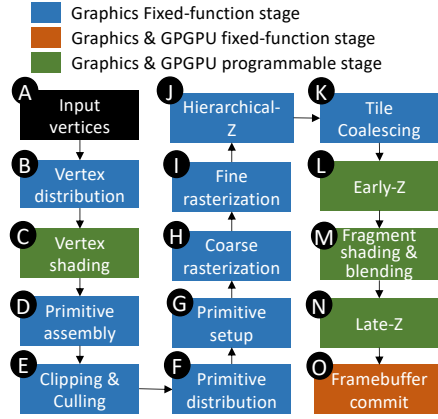 Graphics Fixed-function stage
Graphics & GPGPU fixed-function stage
Graphics & GPGPU programmable stage
A
Input
vertices
B
Vertex
distribution
C
Vertex
shading
D
Primitive
assembly
E
Clipping &
Culling
F
Primitive
distribution
G
Primitive
setup
H
Coarse
rasterization
I
Fine
rasterization
J
Hierarchical-
Z
K
Tile
Coalescing
L
Early-Z
M
Fragment
shading &
blending
N
Late-Z
O
Framebuffer
commit